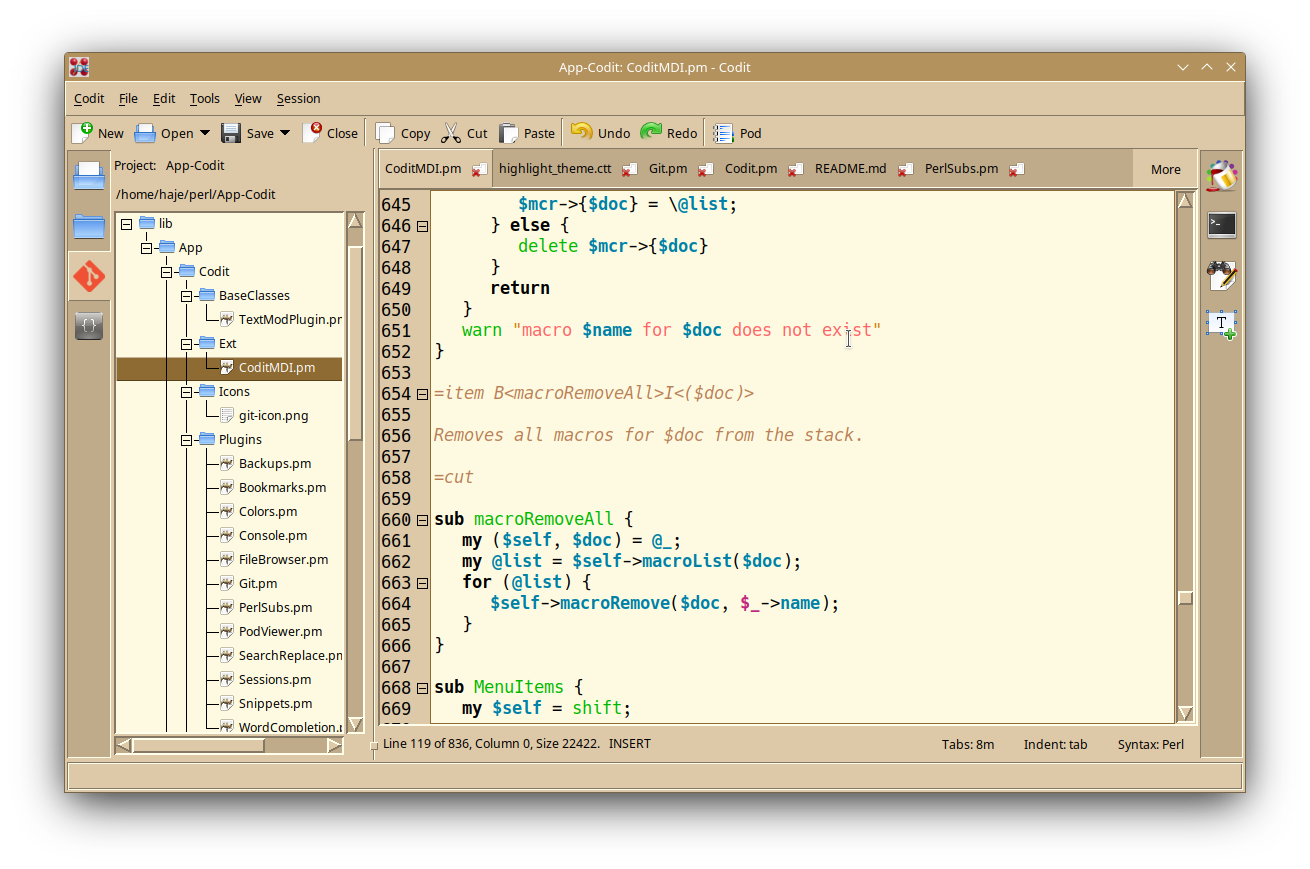 App-Codit: CoditMDI.pm - Codit
Codit File Edit Tools View Session
New Open Save Close Copy Cut Paste Undo Redo Pod
Project: App-Codit
/home/haje/perl/App-Codit
lib
App
Codit
BaseClasses
TextModPlugin.pr
Ext
CoditMDI.pm
Icons
git-icon.png
Plugins
Backups.pm
Bookmarks.pm
Colors.pm
Console.pm
FileBrowser.pm
Git.pm
PerlSubs.pm
PodViewer.pm
SearchReplace.pn
Sessions.pm
Snippets.pm
WordCompletion.
CoditMDI.pm highlight_theme.ctt Git.pm Codit.pm README.md PerlSubs.pm More
645 $mcr->{$doc} = \@list;
646 } else {
647 delete $mcr->{$doc}
648 }
649 return
650 }
651 warn "macro $name for $doc does not exist"
652 }
653
654 =item B<macroRemoveAll>I<($doc)>
655
656 Removes all macros for $doc from the stack.
657
658 =cut
659
660 sub macroRemoveAll {
661 my ($self, $doc) = @_;
662 my @list = $self->macroList($doc);
663 for (@list) {
664 $self->macroRemove($doc, $_->name);
665 }
666 }
667
668 sub MenuItems {
669 my $self = shift;
Line 119 of 836, Column 0, Size 22422. INSERT Tabs: 8m Indent: tab Syntax: Perl